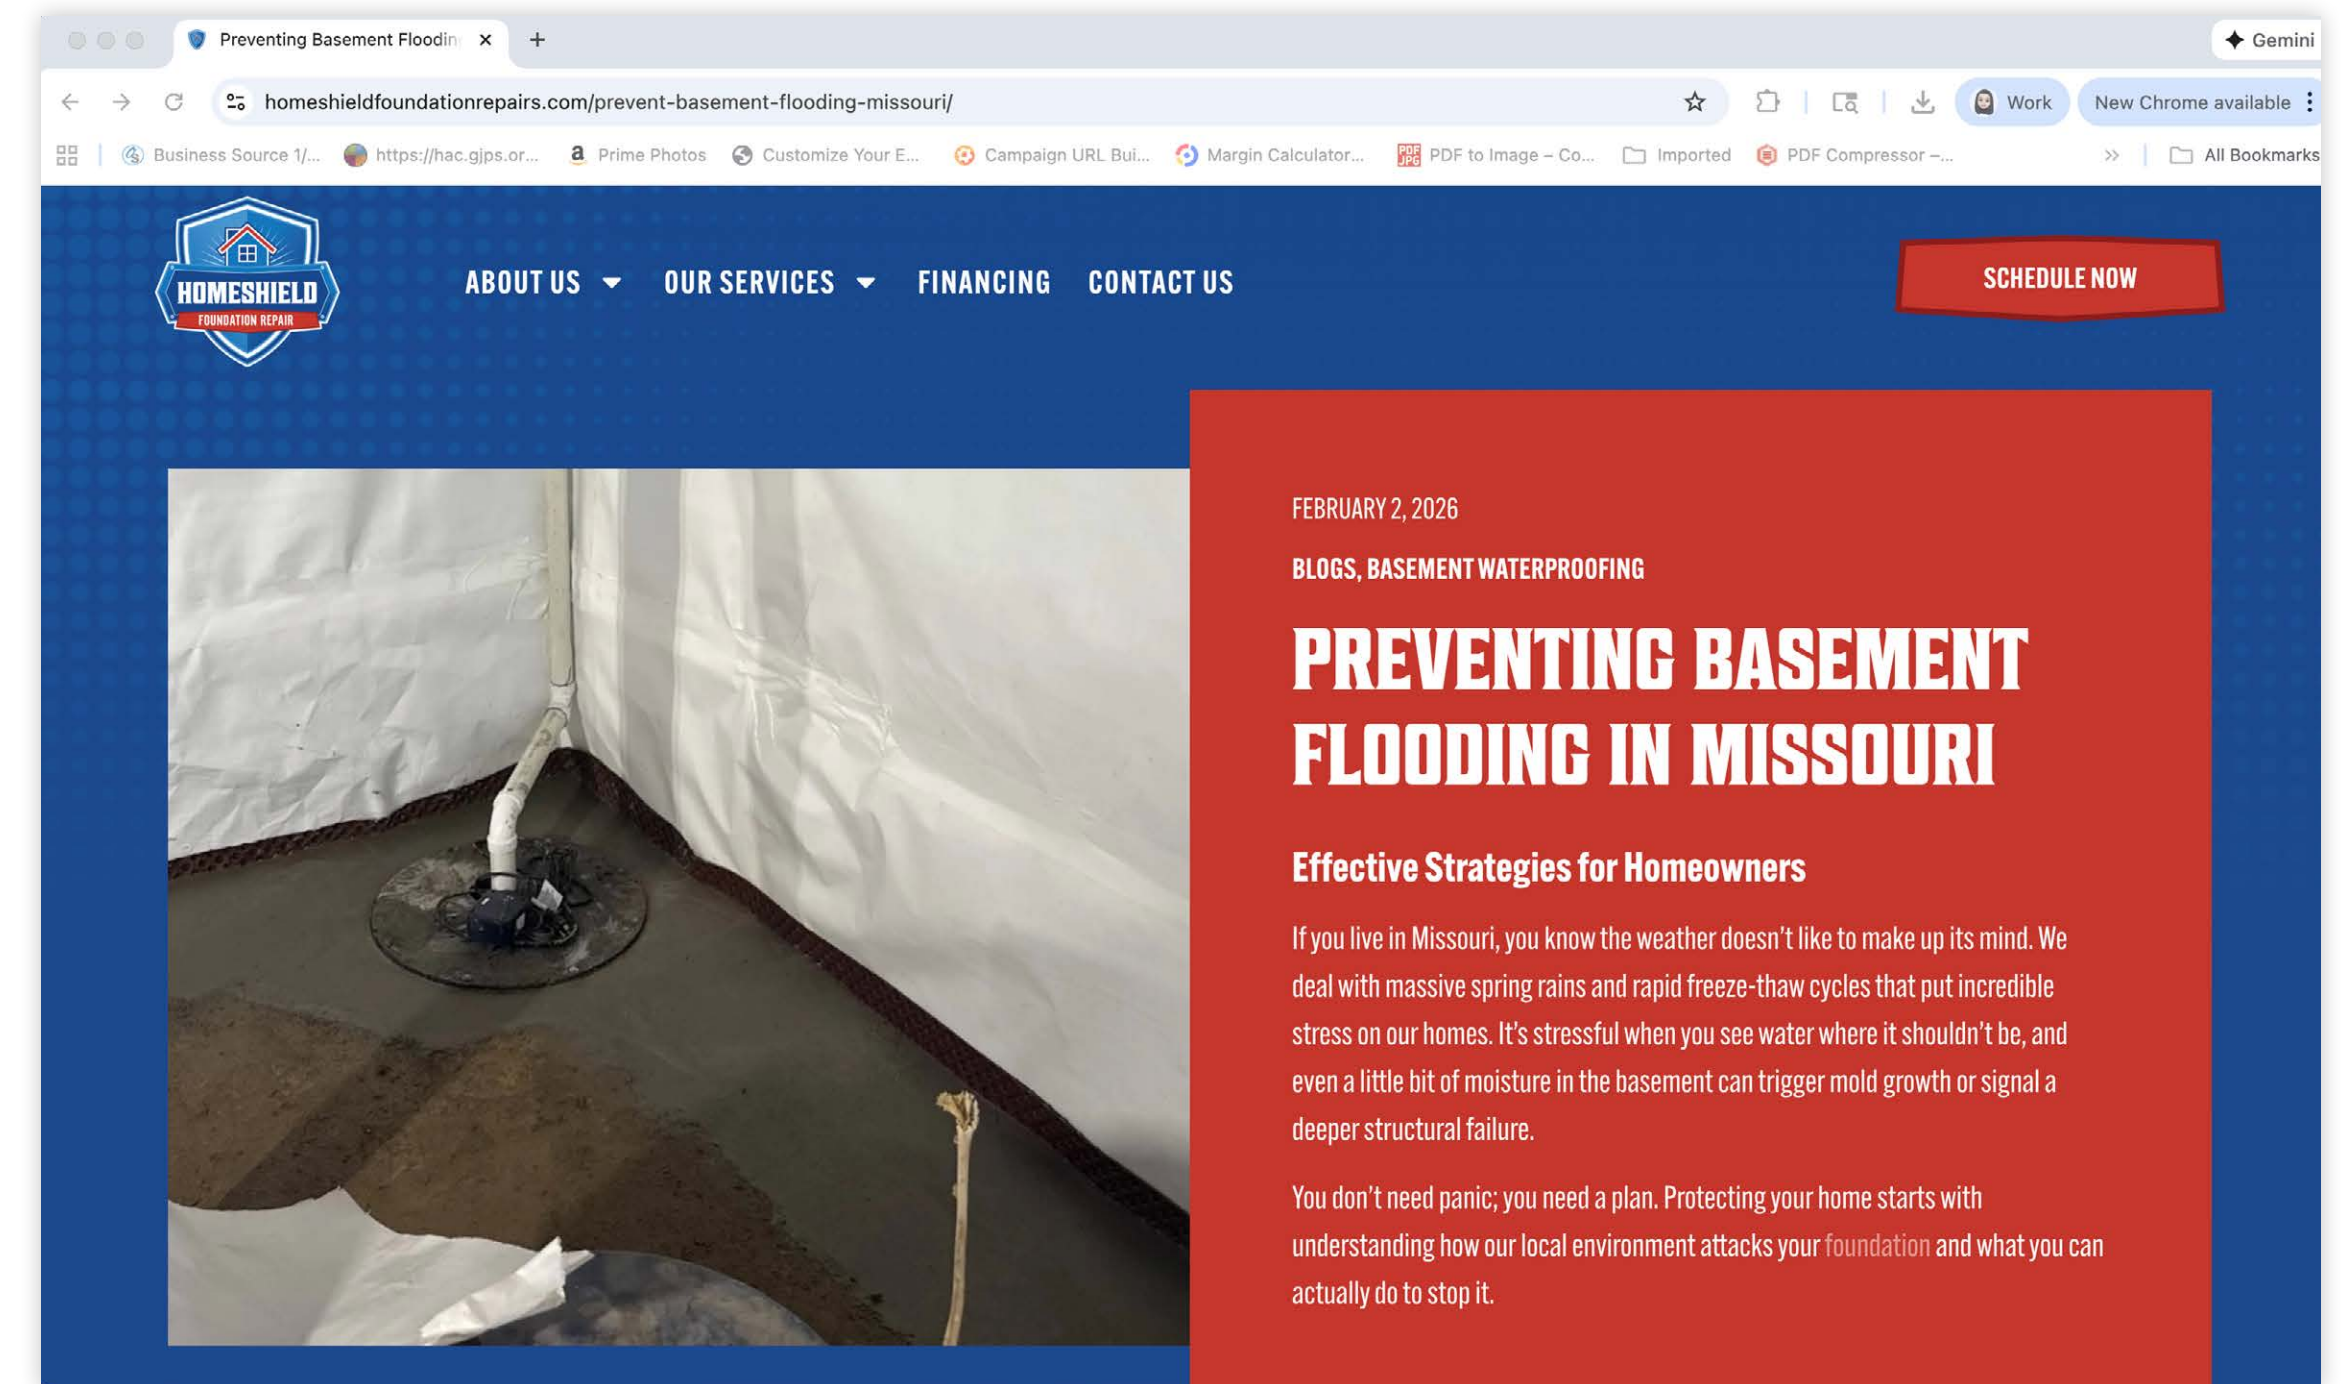 Preventing Basement Floodin
Gemini
homeshieldfoundationrepairs.com/prevent-basement-flooding-missouri/
Work
New Chrome available
Business Source 1/...
https://hac.gjps.or...
Prime Photos
Customize Your E...
Campaign URL Bui...
Margin Calculator...
PDF to Image – Co...
Imported
PDF Compressor –...
All Bookmarks
HOMESHIELD
FOUNDATION REPAIR
ABOUT US
OUR SERVICES
FINANCING
CONTACT US
SCHEDULE NOW
FEBRUARY 2, 2026
BLOGS, BASEMENT WATERPROOFING
PREVENTING BASEMENT
FLOODING IN MISSOURI
Effective Strategies for Homeowners
If you live in Missouri, you know the weather doesn't like to make up its mind. We
deal with massive spring rains and rapid freeze-thaw cycles that put incredible
stress on our homes. It's stressful when you see water where it shouldn't be, and
even a little bit of moisture in the basement can trigger mold growth or signal a
deeper structural failure.
You don't need panic; you need a plan. Protecting your home starts with
understanding how our local environment attacks your foundation and what you can
actually do to stop it.